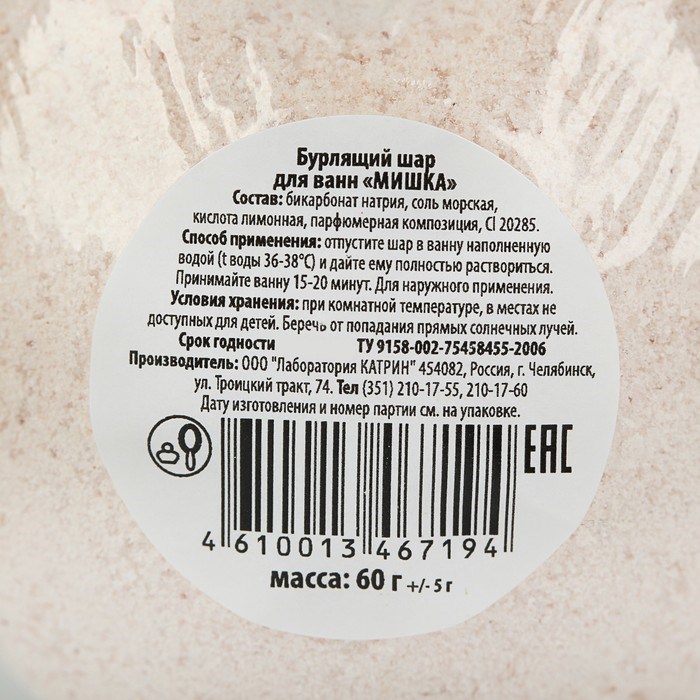 Бурлящий шар
для ванн «МИШКА»
Состав: бикарбонат натрия, соль морская,
кислота лимонная, парфюмерная композиция, Cl 20285.
Способ применения: отпустите шар в ванну наполненную
водой (t воды 36-38°С) и дайте ему полностью раствориться.
Принимайте ванну 15-20 минут. Для наружного применения.
Условия хранения: при комнатной температуре, в местах не
доступных для детей. Беречь от попадания прямых солнечных лучей.
Срок годности ТУ 9158-002-75458455-2006
Производитель: ООО "Лаборатория КАТРИН" 454082, Россия, г. Челябинск,
ул. Троицкий тракт, 74. Тел (351) 210-17-55, 210-17-60
Дату изготовления и номер партии см. на упаковке.
EAC
4 610013 467194
масса: 60 г +/- 5 г